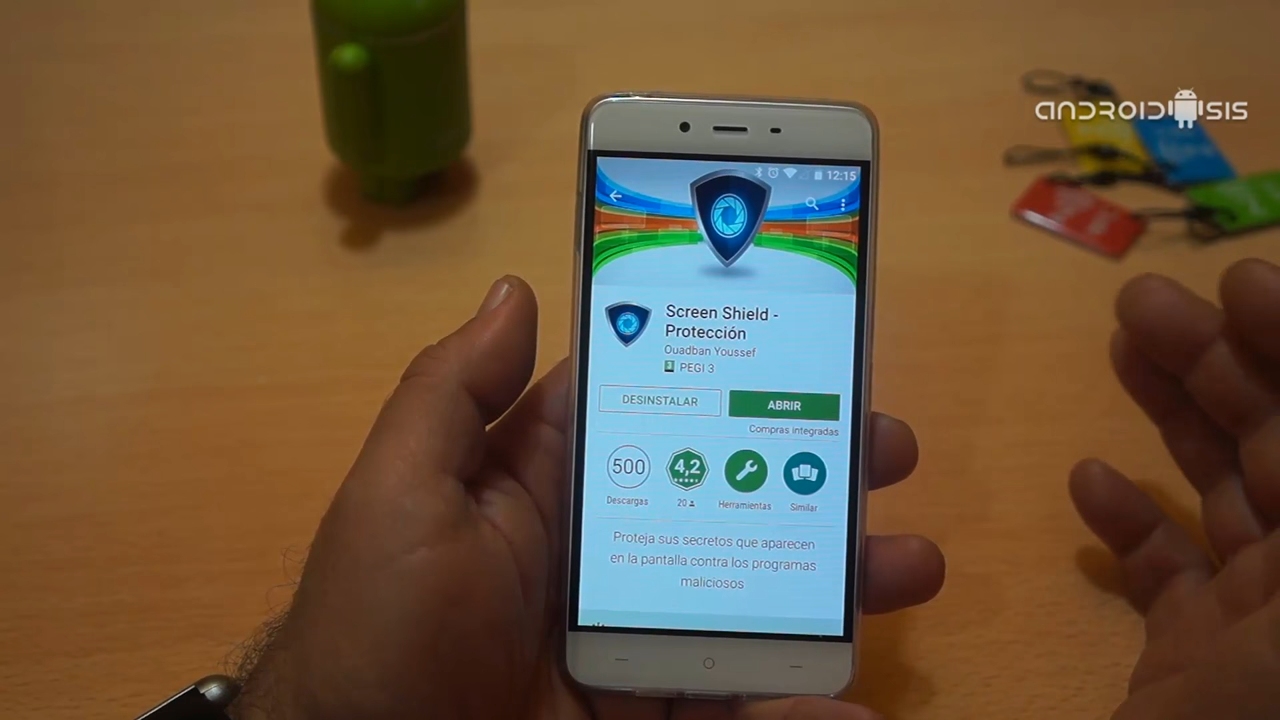 ANDROIDSIS
12:15
Screen Shield -
Protección
Ouadban Youssef
3 PEGI 3
DESINSTALAR
ABRIR
Compras integradas
500
4,2
Descargas
20
Herramientas
Similar
Proteja sus secretos que aparecen
en la pantalla contra los programas
maliciosos